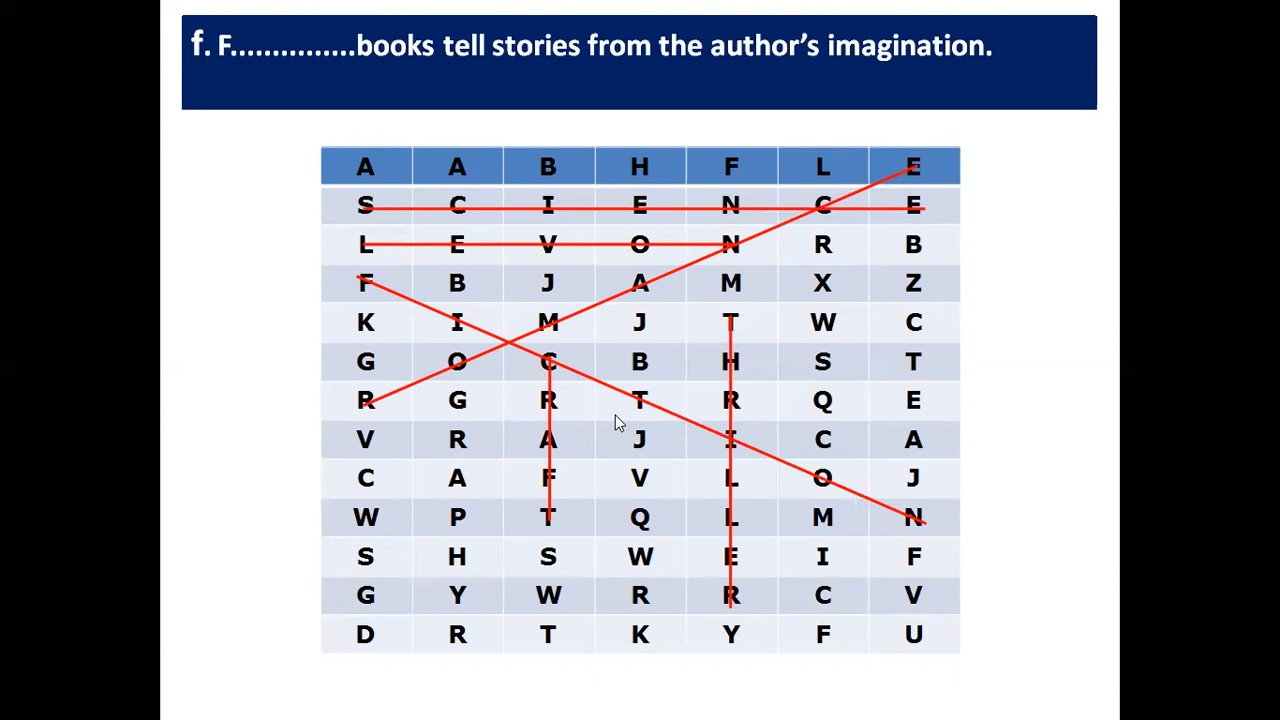 f. F...............books tell stories from the author's imagination.
A A B H F L E
S C I E N C E
L E V O N R B
F B J A M X Z
K I M J T W C
G O C B H S T
R G R T R Q E
V R A J I C A
C A F V L O J
W P T Q L M N
S H S W E I F
G Y W R R C V
D R T K Y F U